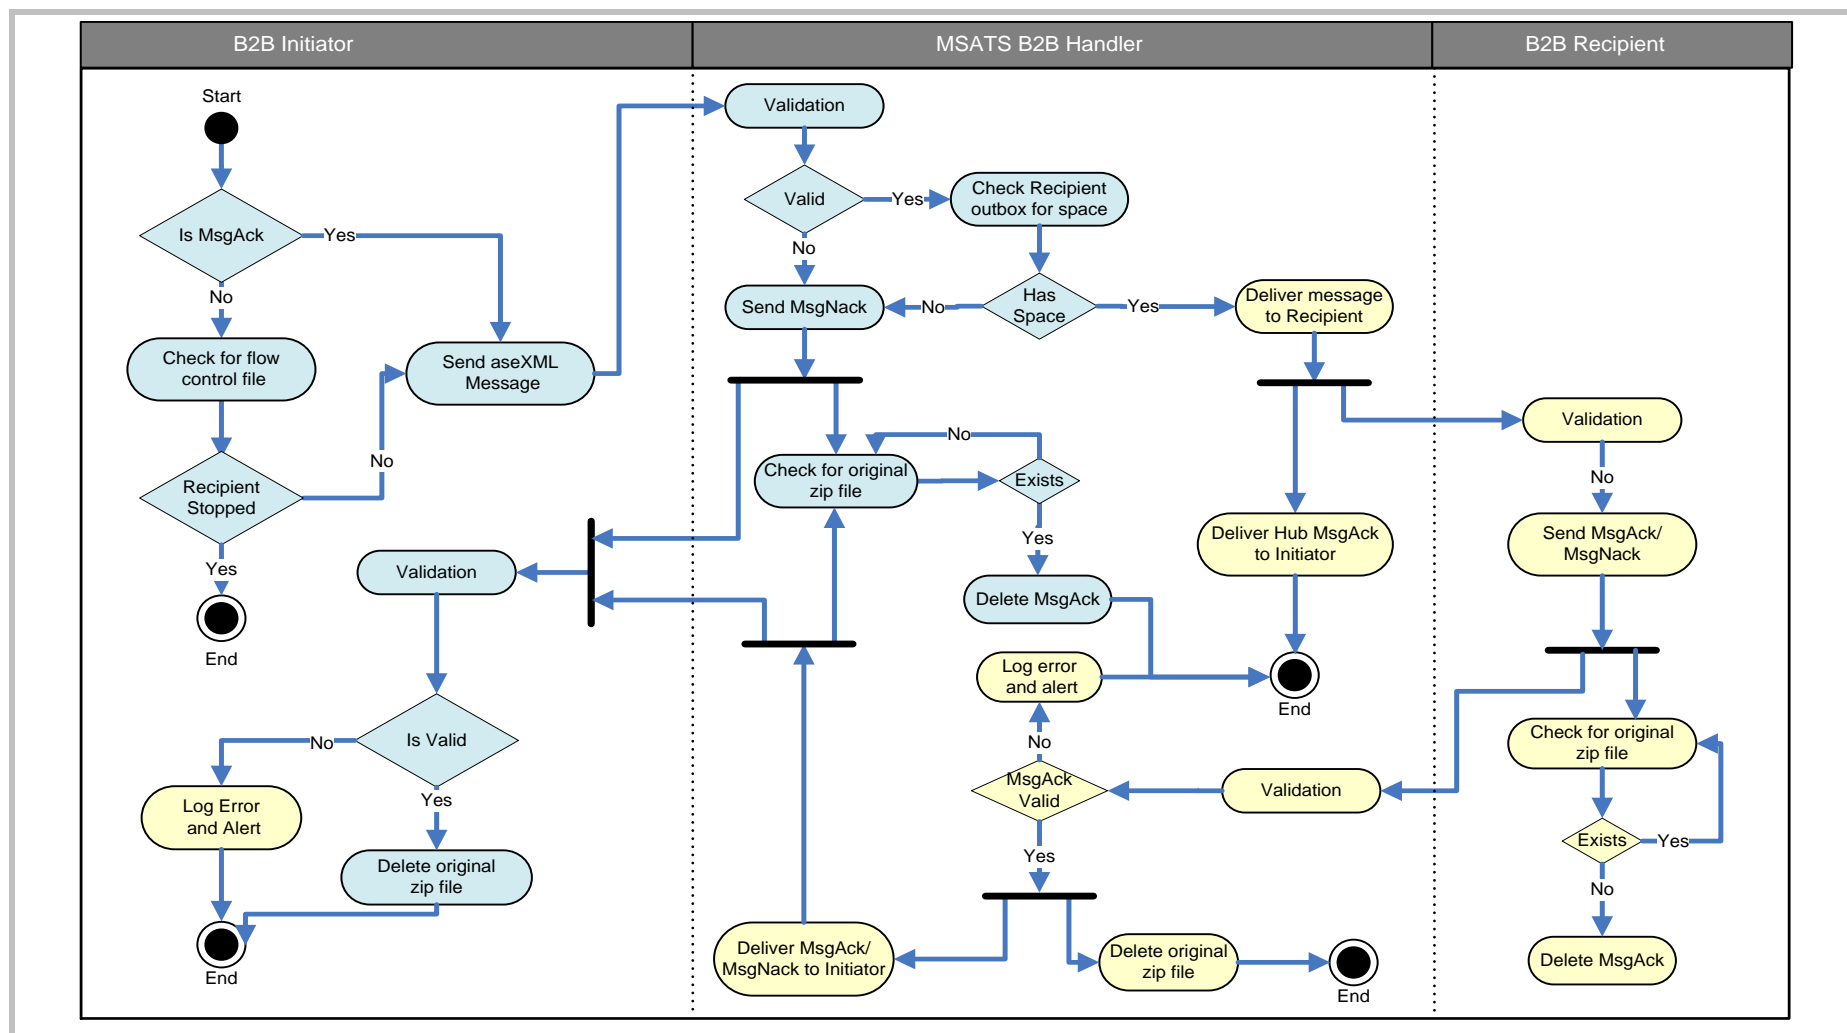 B2B Initiator
MSATS B2B Handler
B2B Recipient
Start
Is MsgAck
Yes
No
Check for flow
control file
Send aseXML
Message
No
Recipient
Stopped
Yes
End
Validation
Is Valid
No
Yes
Log Error
and Alert
Delete original
zip file
End
Validation
Valid
Yes
Check Recipient
outbox for space
No
Send MsgNack
No
Has
Space
Yes
Deliver message
to Recipient
No
Check for original
zip file
Exists
Yes
Deliver Hub MsgAck
to Initiator
Delete MsgAck
Log error
and alert
End
No
MsgAck
Valid
Validation
Yes
Deliver MsgAck/
MsgNack to Initiator
Delete original
zip file
End
Validation
No
Send MsgAck/
MsgNack
Check for original
zip file
Exists
Yes
No
Delete MsgAck